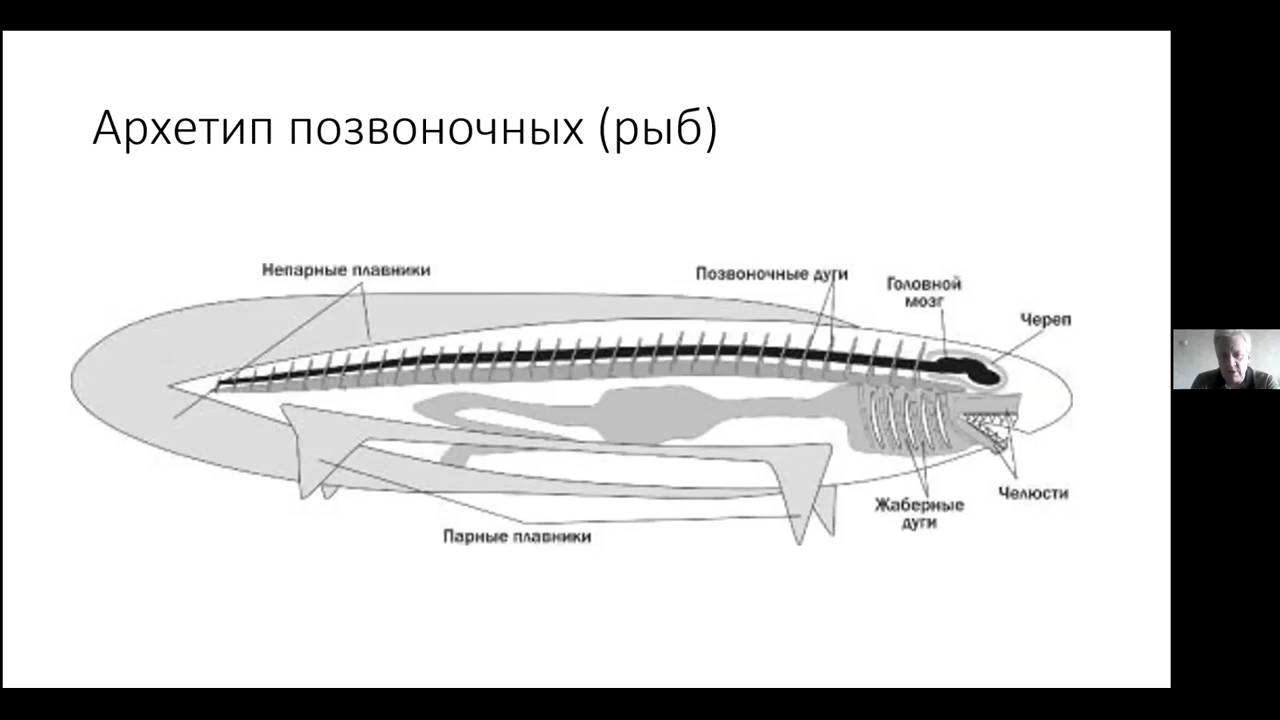 Архетип позвоночных (рыб)
Непарные плавники
Позвоночные дуги
Головной
мозг
Череп
Челюсти
Жаберные
дуги
Парные плавники